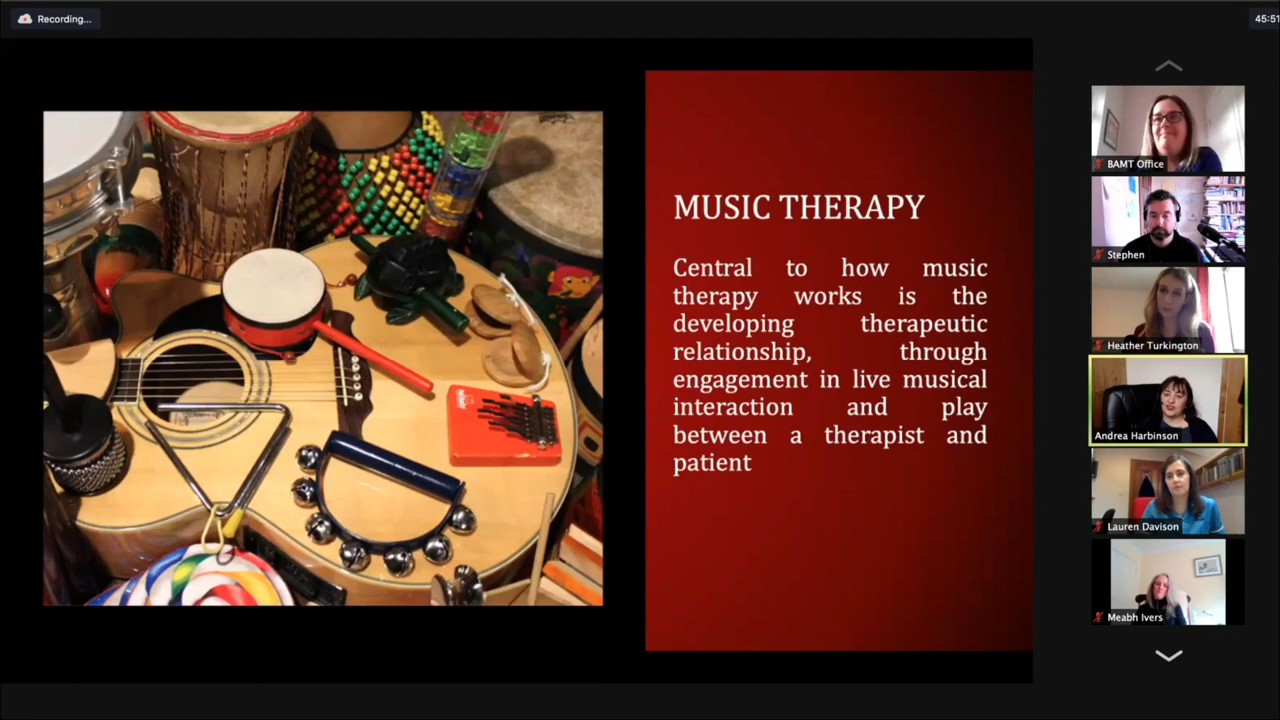 Recording...
45:51
MUSIC THERAPY
Central to how music
therapy works is the
developing therapeutic
relationship, through
engagement in live musical
interaction and play
between a therapist and
patient
BAMT Office
Stephen
Heather Turkington
Andrea Harbinson
Lauren Davison
Meabh Ivers